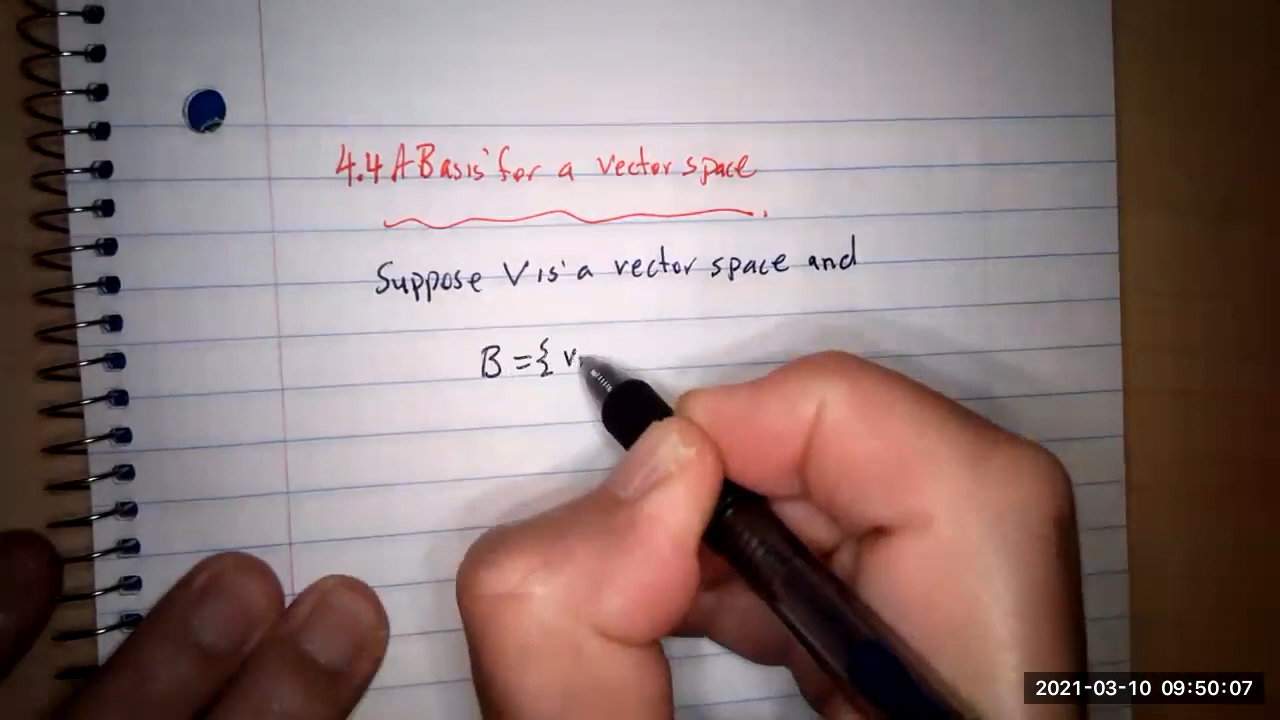 4.4 A Basis for a vector space
Suppose V is a vector space and
B = { v
2021-03-10 09:50:07